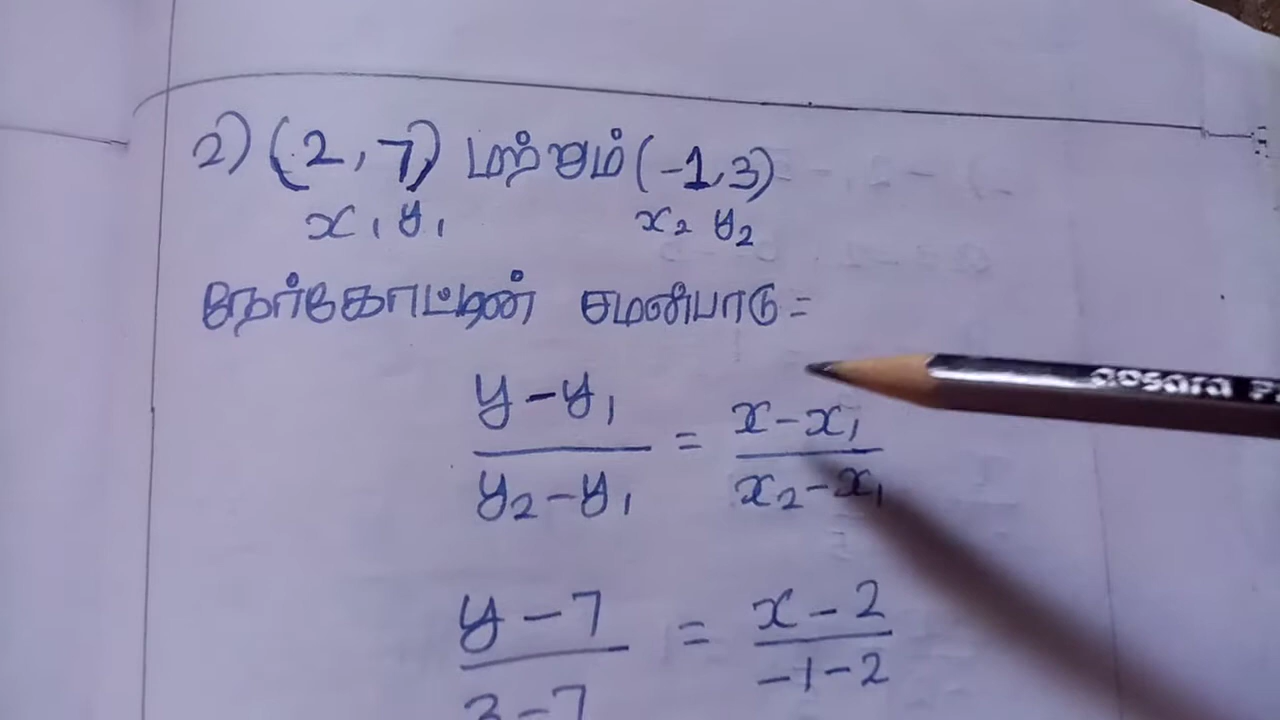 2) (2, 7) மற்றும் (-1, 3)
x₁ y₁ x₂ y₂
நேர்கோட்டின் சமன்பாடு =
y - y₁ / y₂ - y₁ = x - x₁ / x₂ - x₁
y - 7 / 3 - 7 = x - 2 / -1 - 2
aosara